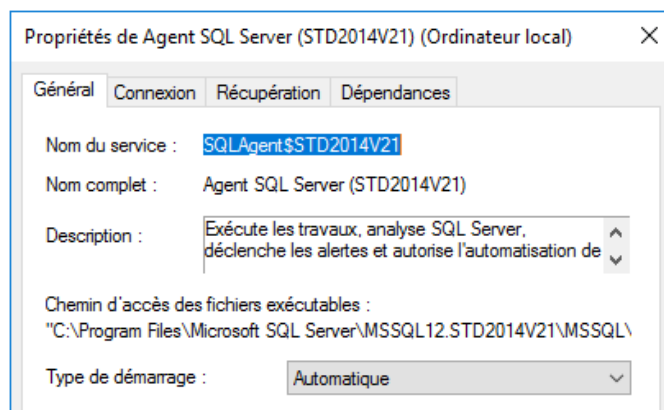 Propriétés de Agent SQL Server (STD2014V21) (Ordinateur local)
Général Connexion Récupération Dépendances
Nom du service : SQLAgent$STD2014V21
Nom complet : Agent SQL Server (STD2014V21)
Description : Exécute les travaux, analyse SQL Server,
déclenche les alertes et autorise l'automatisation de
Chemin d'accès des fichiers exécutables :
"C:\Program Files\Microsoft SQL Server\MSSQL12.STD2014V21\MSSQL\
Type de démarrage : Automatique